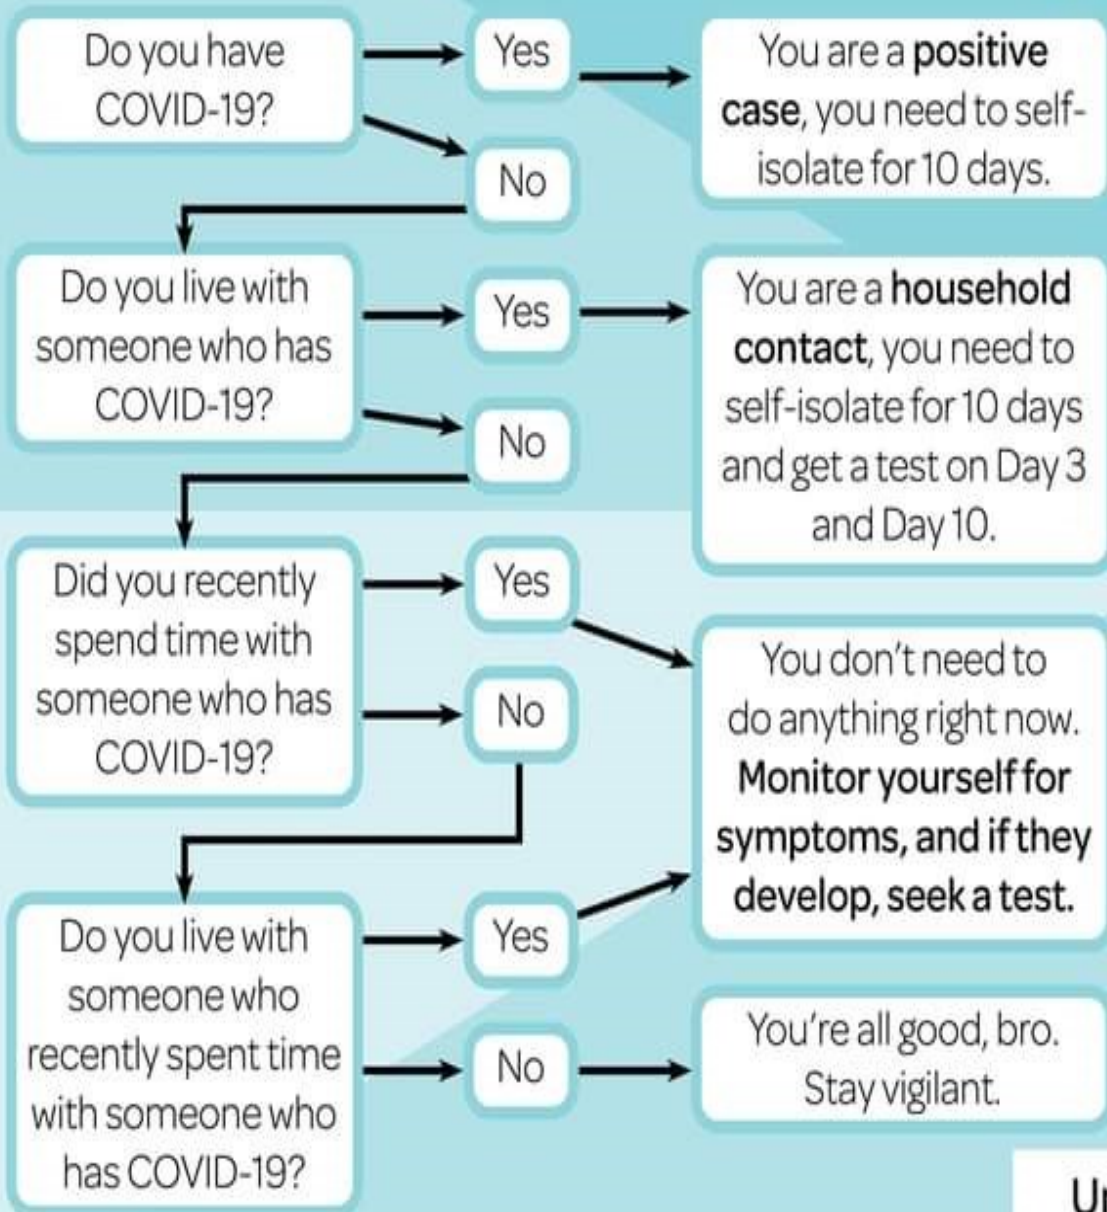 Do you have
COVID-19?
Yes
You are a positive
case, you need to self-
isolate for 10 days.
No
Do you live with
someone who has
COVID-19?
Yes
You are a household
contact, you need to
self-isolate for 10 days
and get a test on Day 3
and Day 10.
No
Did you recently
spend time with
someone who has
COVID-19?
Yes
No
You don't need to
do anything right now.
Monitor yourself for
symptoms, and if they
develop, seek a test.
Do you live with
someone who
recently spent time
with someone who
has COVID-19?
Yes
No
You're all good, bro.
Stay vigilant.